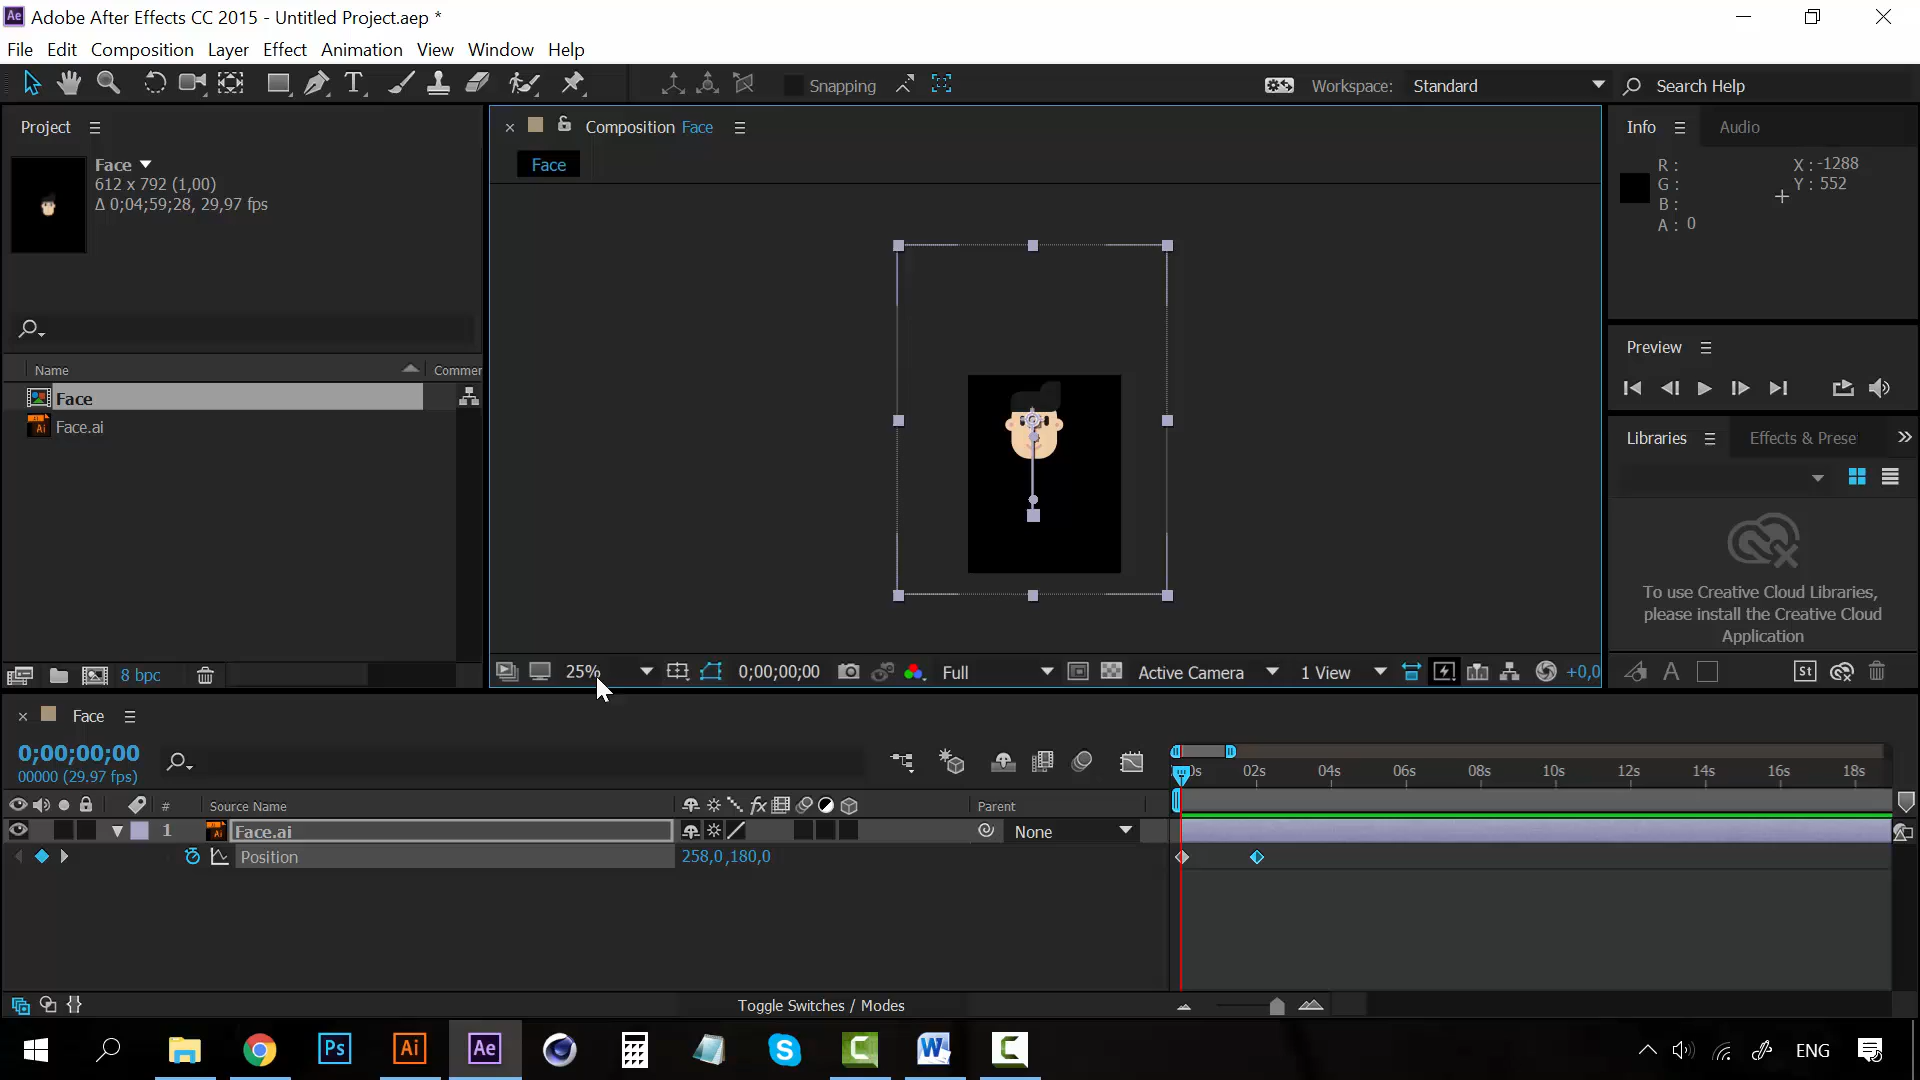 Adobe After Effects CC 2015 - Untitled Project.aep *
File Edit Composition Layer Effect Animation View Window Help
Snapping
Workspace: Standard
Search Help
Project
Face
612 x 792 (1,00)
Δ 0;04;59;28, 29,97 fps
Name
Commer
Face
Face.ai
8 bpc
Composition Face
Face
25%
0;00;00;00
Full
Active Camera
1 View
+0,0
Info
Audio
R :
G :
B :
A : 0
X : -1288
Y : 552
Preview
Libraries
Effects & Prese
To use Creative Cloud Libraries,
please install the Creative Cloud
Application
St
Face
0;00;00;00
00000 (29.97 fps)
0s 02s 04s 06s 08s 10s 12s 14s 16s 18s
# Source Name
Parent
1 Face.ai
None
Position
258,0,180,0
Toggle Switches / Modes
Ps Ai Ae
ENG